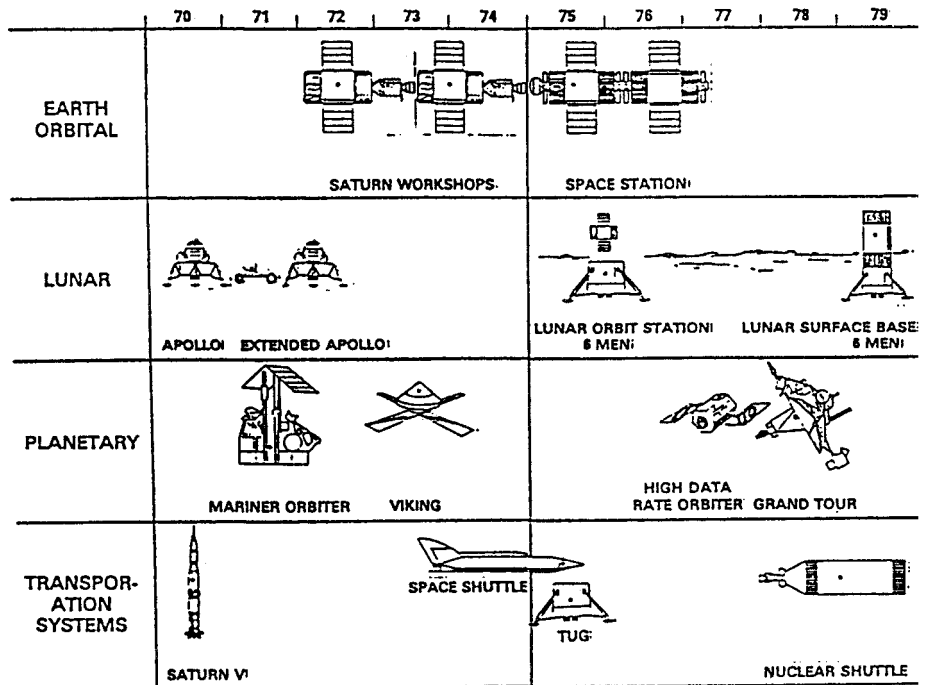 70 71 72 73 74 75 76 77 78 79
EARTH
ORBITAL
SATURN WORKSHOPS
SPACE STATION
LUNAR
APOLLO
EXTENDED APOLLO
LUNAR ORBIT STATION
6 MEN
LUNAR SURFACE BASE
6 MEN
PLANETARY
MARINER ORBITER
VIKING
HIGH DATA
RATE ORBITER
GRAND TOUR
TRANSPOR-
ATION
SYSTEMS
SATURN V
SPACE SHUTTLE
TUG
NUCLEAR SHUTTLE